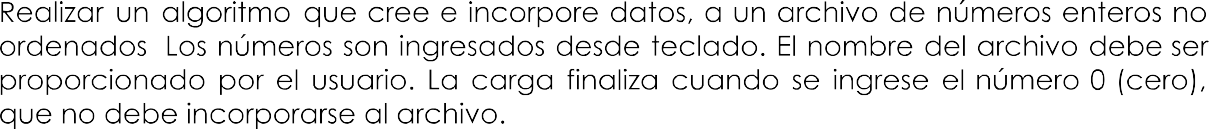 Realizar un algoritmo que cree e incorpore datos, a un archivo de números enteros no
ordenados  Los números son ingresados desde teclado. El nombre del archivo debe ser
proporcionado por el usuario. La carga finaliza cuando se ingrese el número 0 (cero),
que no debe incorporarse al archivo.